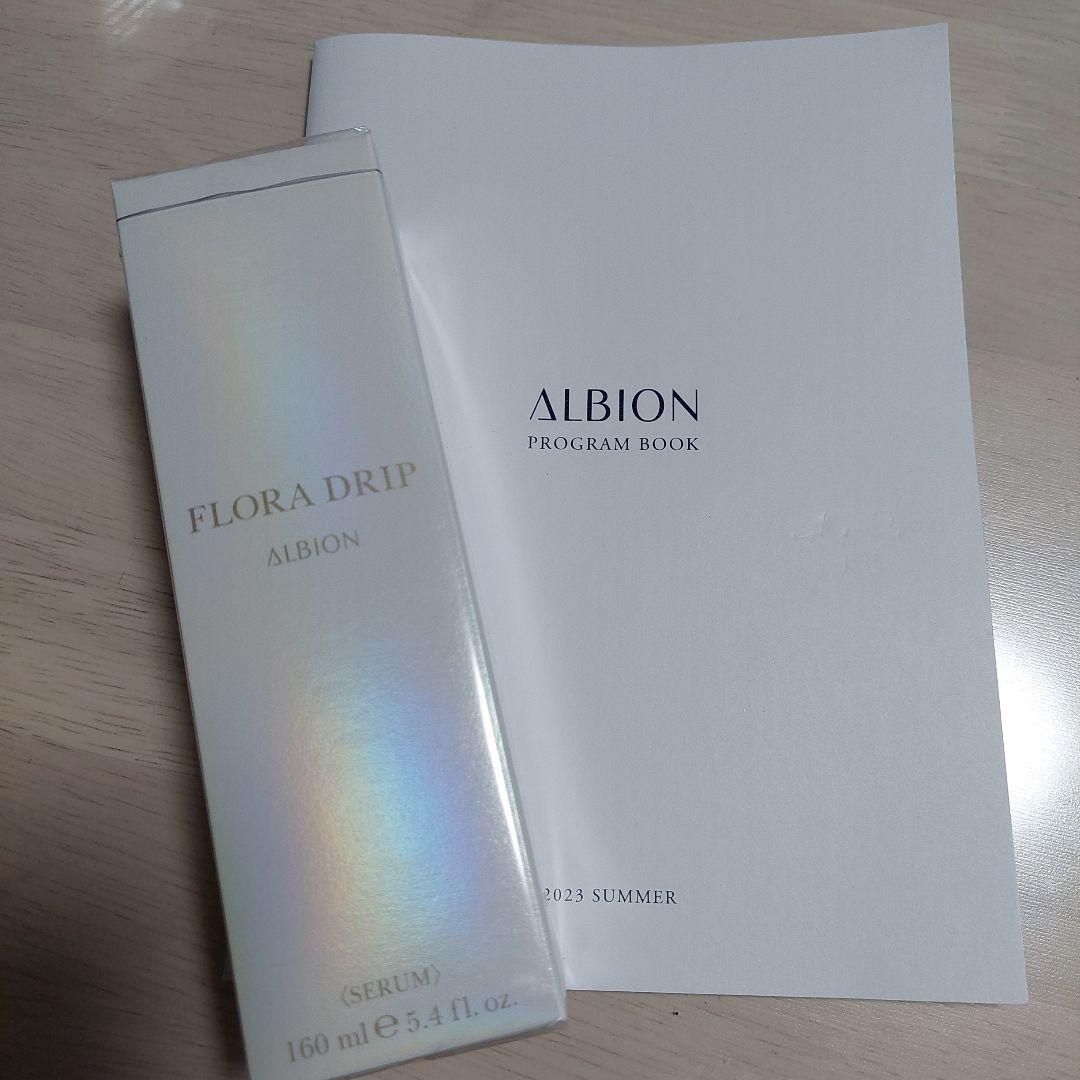 FLORA DRIP
ALBION
〈SERUM〉
160 ml ℮ 5.4 fl. oz.
ALBION
PROGRAM BOOK
2023 SUMMER